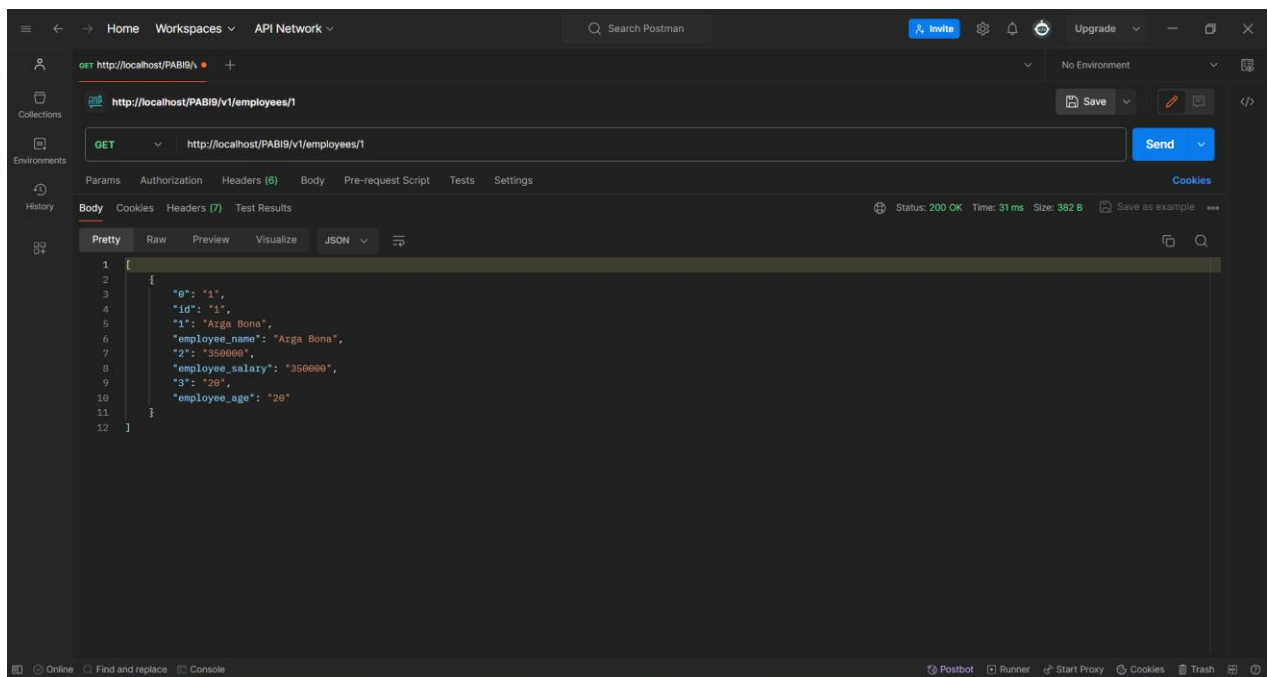 Home Workspaces API Network Search Postman Invite Upgrade
GET http://localhost/PABI9/v No Environment
HTTP http://localhost/PABI9/v1/employees/1 Save
Collections
GET http://localhost/PABI9/v1/employees/1 Send
Environments
Params Authorization Headers (6) Body Pre-request Script Tests Settings Cookies
History
Body Cookies Headers (7) Test Results Status: 200 OK Time: 31 ms Size: 382 B Save as example
Pretty Raw Preview Visualize JSON
1 [
2 {
3 "0": "1",
4 "id": "1",
5 "1": "Arga Bona",
6 "employee_name": "Arga Bona",
7 "2": "350000",
8 "employee_salary": "350000",
9 "3": "20",
10 "employee_age": "20"
11 }
12 ]
Online Find and replace Console Postbot Runner Start Proxy Cookies Trash